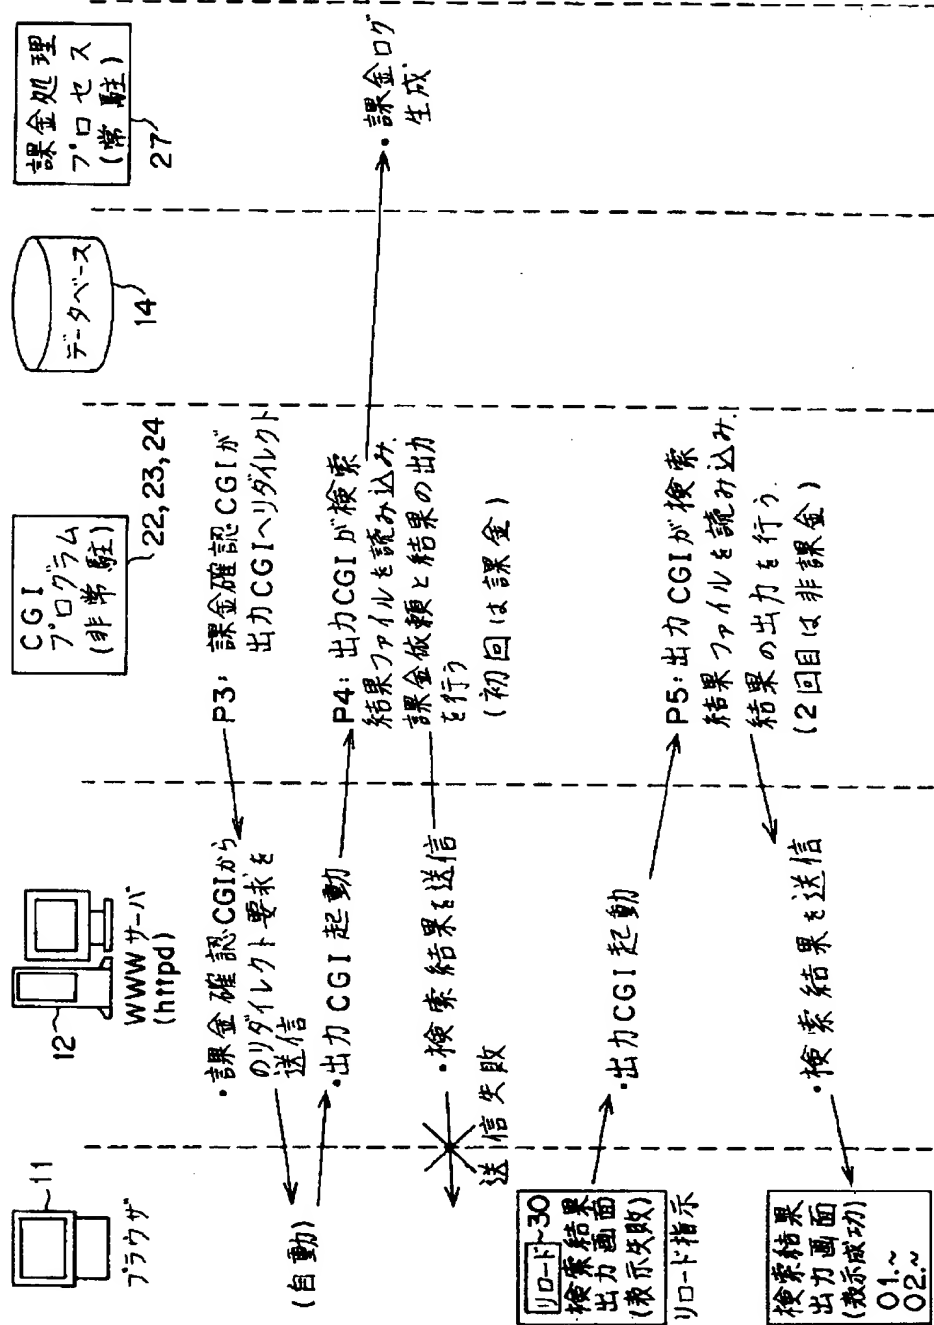 11
ブラウザ
12
WWWサーバ
(httpd)
CGI
プログラム
(非常駐)
22,23,24
データベース
14
課金処理
プロセス
(常駐)
27
P3: 課金確認CGIが
出力CGIへリダイレクト
・課金確認CGIから
のリダイレクト要求を
送信
(自動)
・出力CGI起動
P4: 出力CGIが検索
結果ファイルを読み込み.
課金依頼と結果の出力
を行う
(初回は課金)
・課金ログ
生成
・検索結果を送信
送信失敗
リロード~30
検索結果
出力画面
(表示失敗)
リロード指示
・出力CGI起動
P5: 出力CGIが検索
結果ファイルを読み込み.
結果の出力を行う.
(2回目は非課金)
・検索結果を送信
検索結果
出力画面
(表示成功)
01.~
02.~